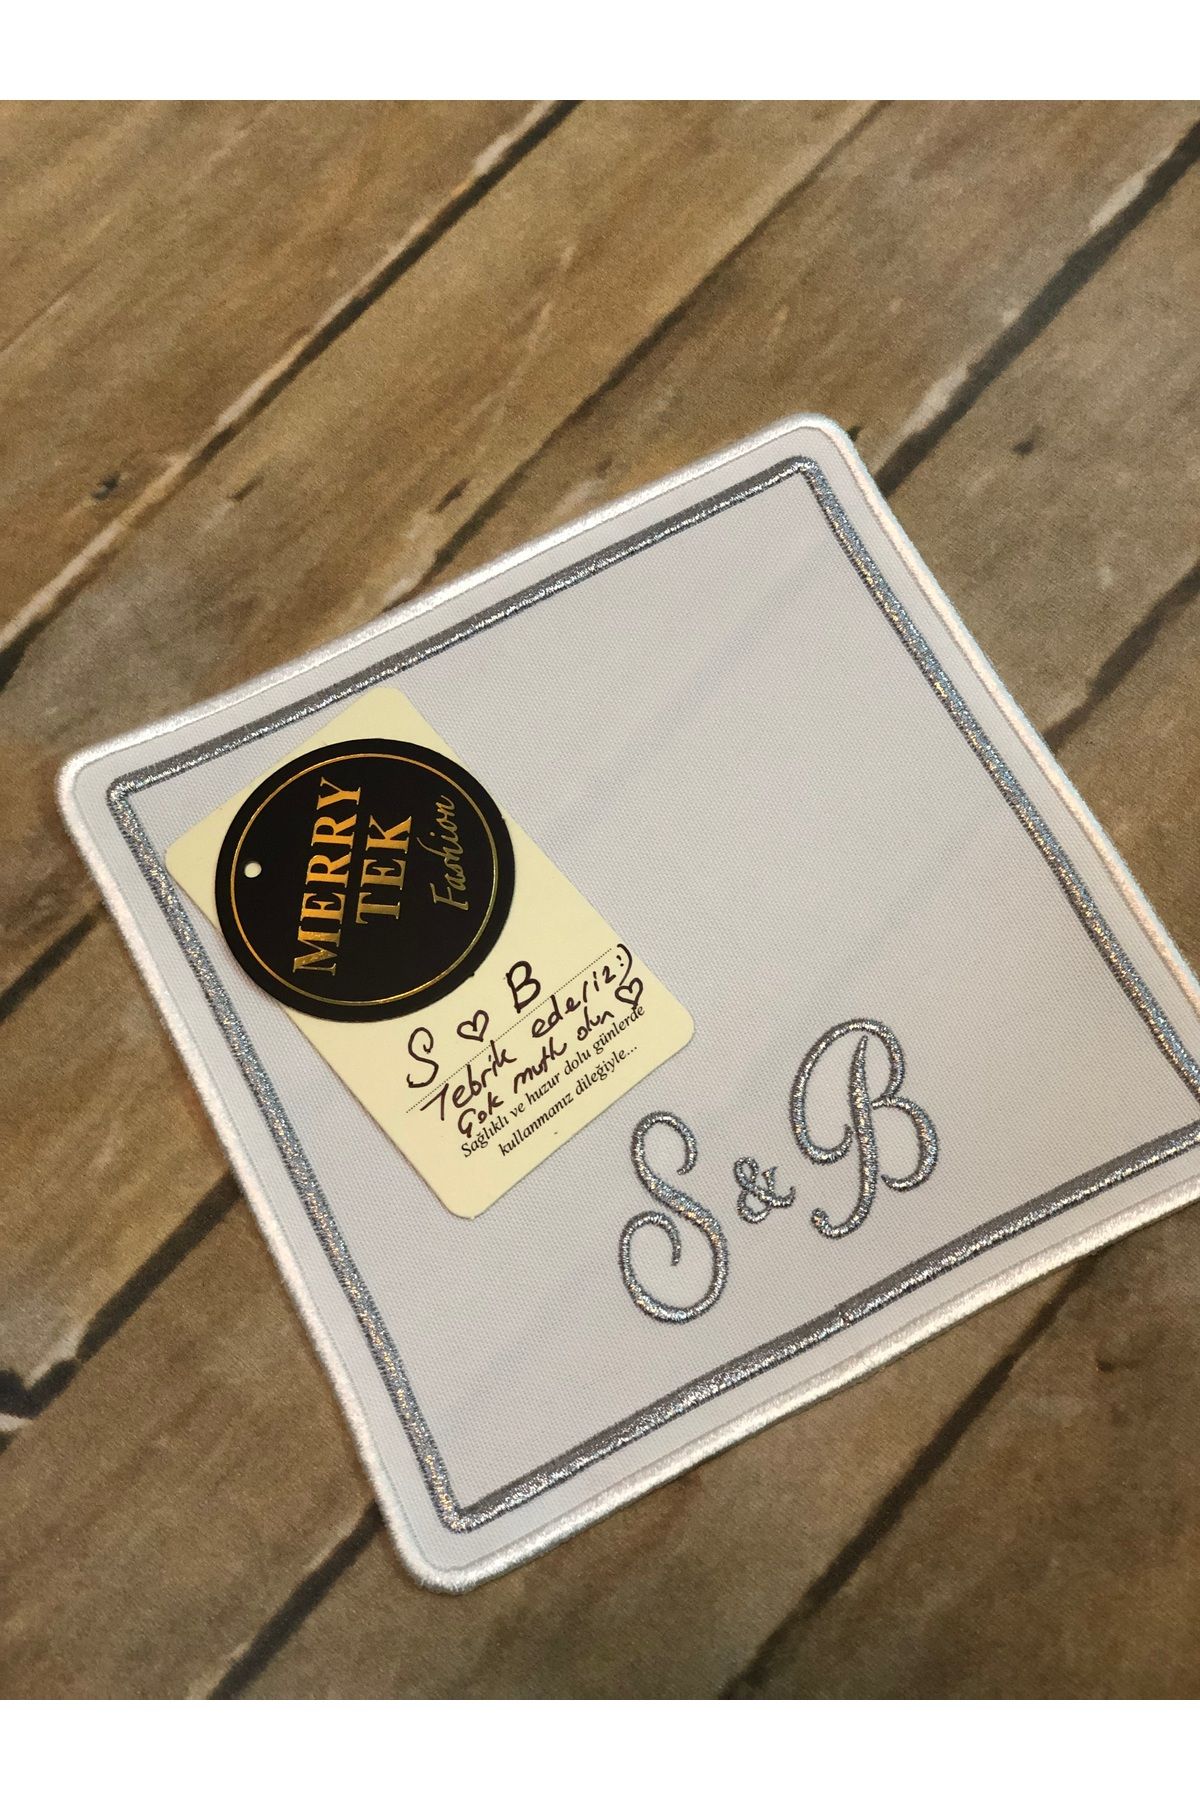 MERRY
TEK
Fashion
S ♡ B
Tebrik ederiz:)
Çok mutlu olun ♡
Sağlıklı ve huzur dolu günlerde
kullanmanız dileğiyle...
S & B